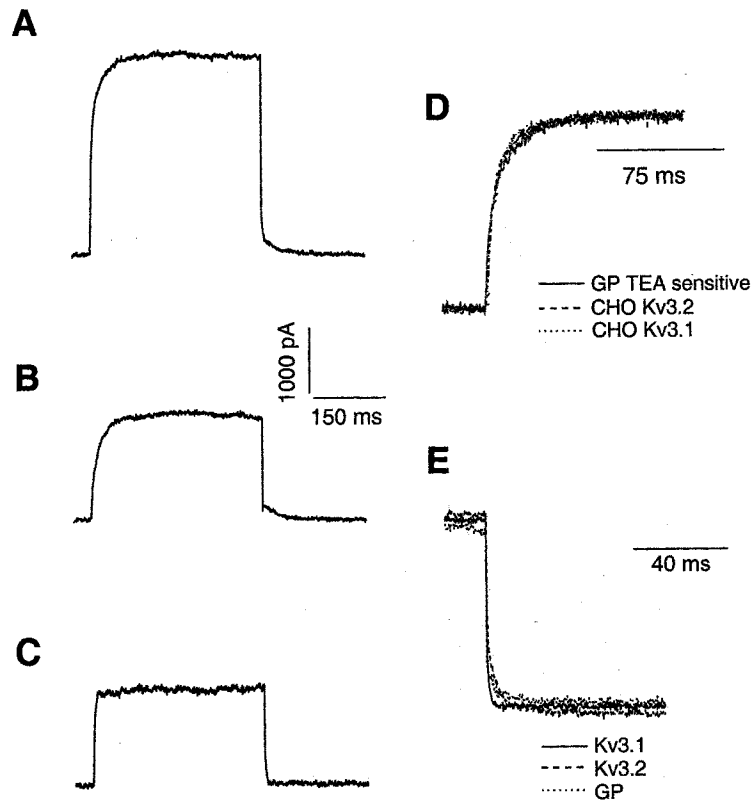 A
D
75 ms
GP TEA sensitive
CHO Kv3.2
CHO Kv3.1
B
1000 pA
150 ms
E
40 ms
C
Kv3.1
Kv3.2
GP